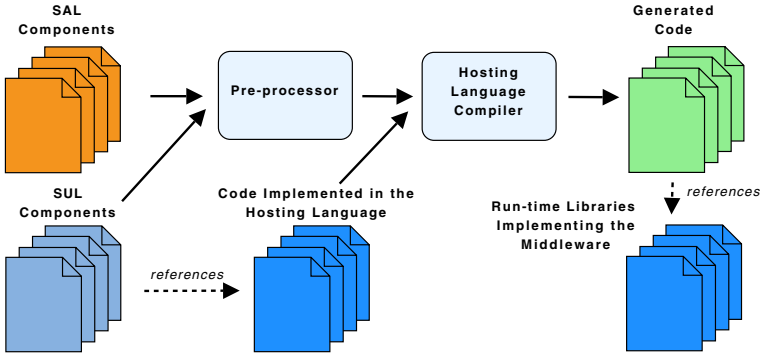 SAL
Components
Pre-processor
Hosting
Language
Compiler
Generated
Code
SUL
Components
Code Implemented in the
Hosting Language
references
Run-time Libraries
Implementing the
Middleware
references